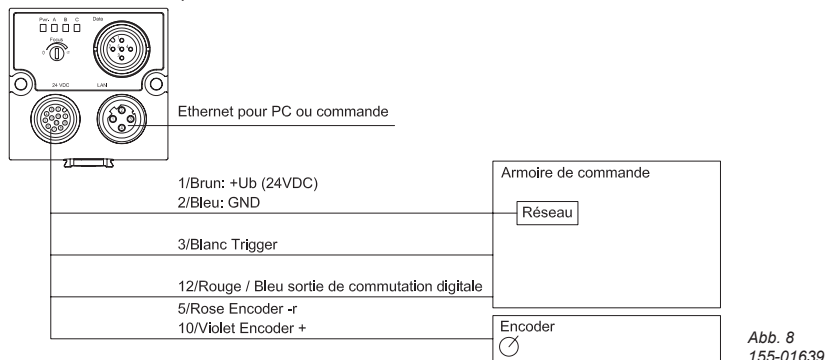 Pwr. A B C
Data
Focus
24 VDC
LAN
Ethernet pour PC ou commande
1/Brun: +Ub (24VDC)
2/Bleu: GND
3/Blanc Trigger
12/Rouge / Bleu sortie de commutation digitale
5/Rose Encoder -r
10/Violet Encoder +
Armoire de commande
Réseau
Encoder
Abb. 8
155-01639